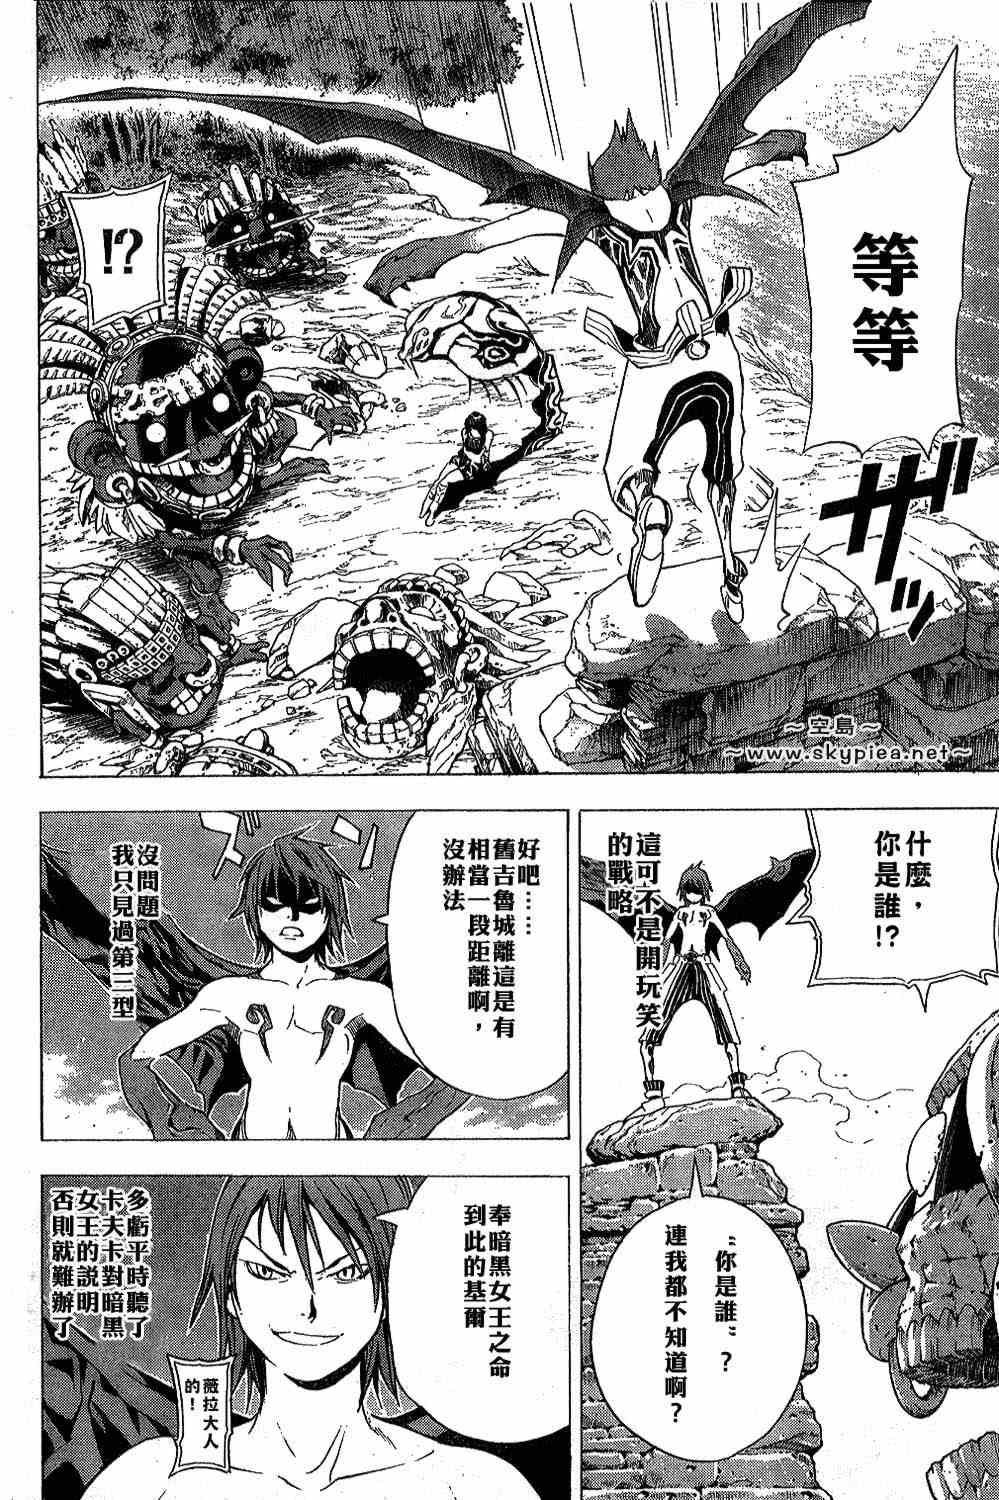 等等
!?
ザッ
～空島～
～www.skypiea.net～
什麼，
你是誰!?
這可不是開玩笑
的戰略
"你是誰"？
連我都不知道啊？
好吧……
舊吉魯城離這是有
相當一段距離啊，
沒辦法
沒問題
我只見過第三型
奉暗黑女王之命
到此的基爾
多虧平時聽了
卡夫卡對暗黑
女王的說明
否則就難辦了
薇拉大人
的！